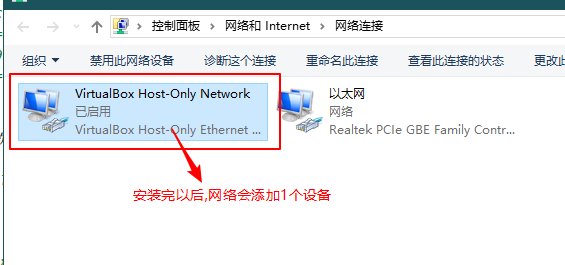 控制面板 › 网络和 Internet › 网络连接
组织 禁用此网络设备 诊断这个连接 重命名此连接 查看此连接的状态 更改此
VirtualBox Host-Only Network
已启用
VirtualBox Host-Only Ethernet ...
以太网
网络
Realtek PCIe GBE Family Contr...
安装完以后,网络会添加1个设备